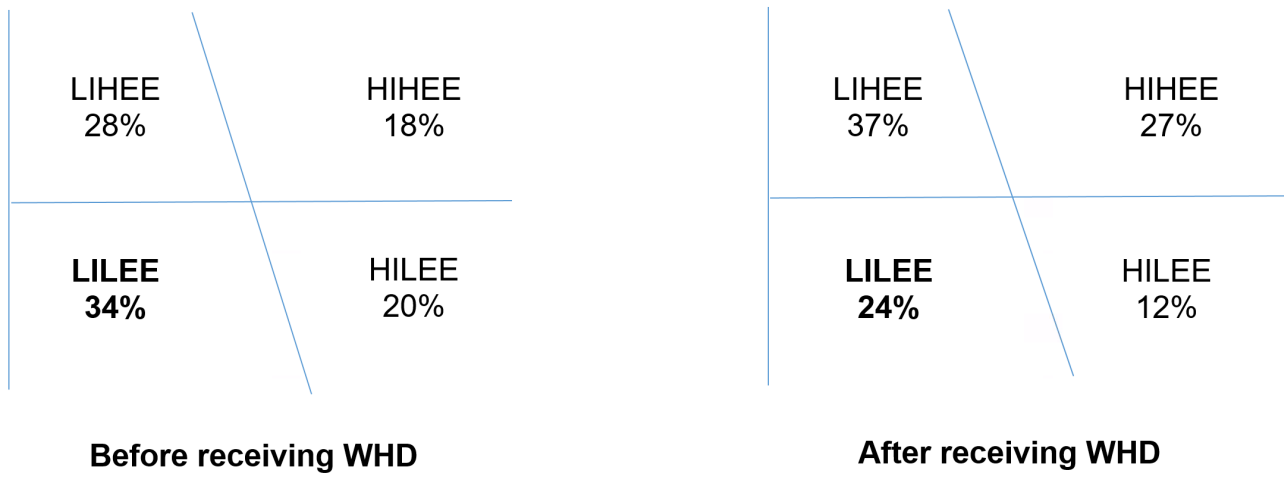 LIHEE
28%
HIHEE
18%
LILEE
34%
HILEE
20%
Before receiving WHD
LIHEE
37%
HIHEE
27%
LILEE
24%
HILEE
12%
After receiving WHD